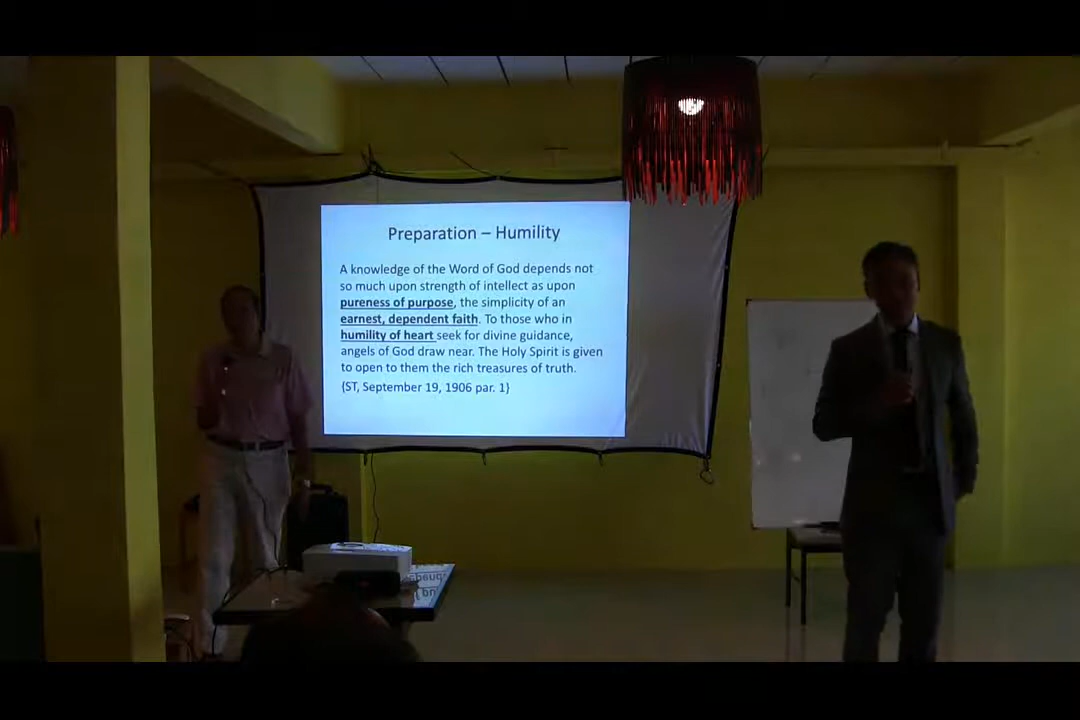 Preparation – Humility
A knowledge of the Word of God depends not
so much upon strength of intellect as upon
pureness of purpose, the simplicity of an
earnest, dependent faith. To those who in
humility of heart seek for divine guidance,
angels of God draw near. The Holy Spirit is given
to open to them the rich treasures of truth.
{ST, September 19, 1906 par. 1}